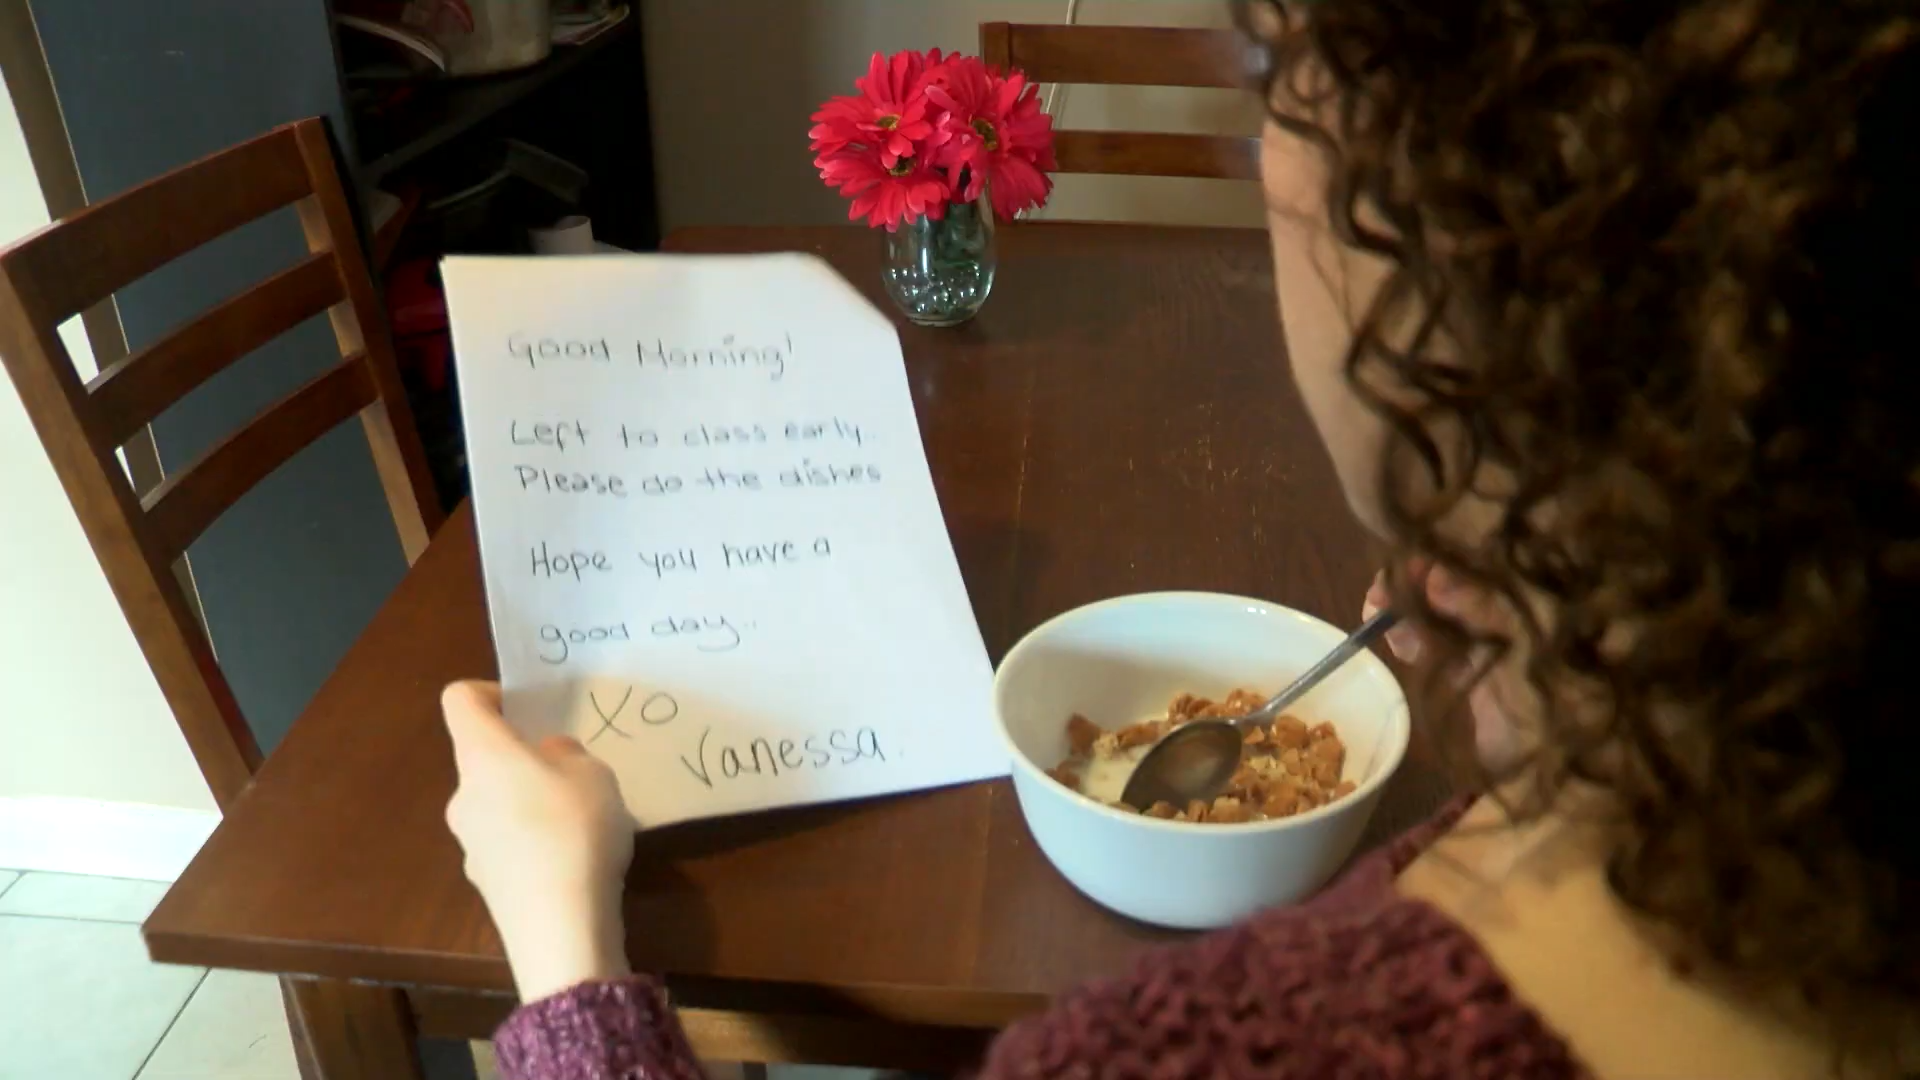 Good Morning!
Left to class early..
Please do the dishes
Hope you have a
good day..
XO
Vanessa.